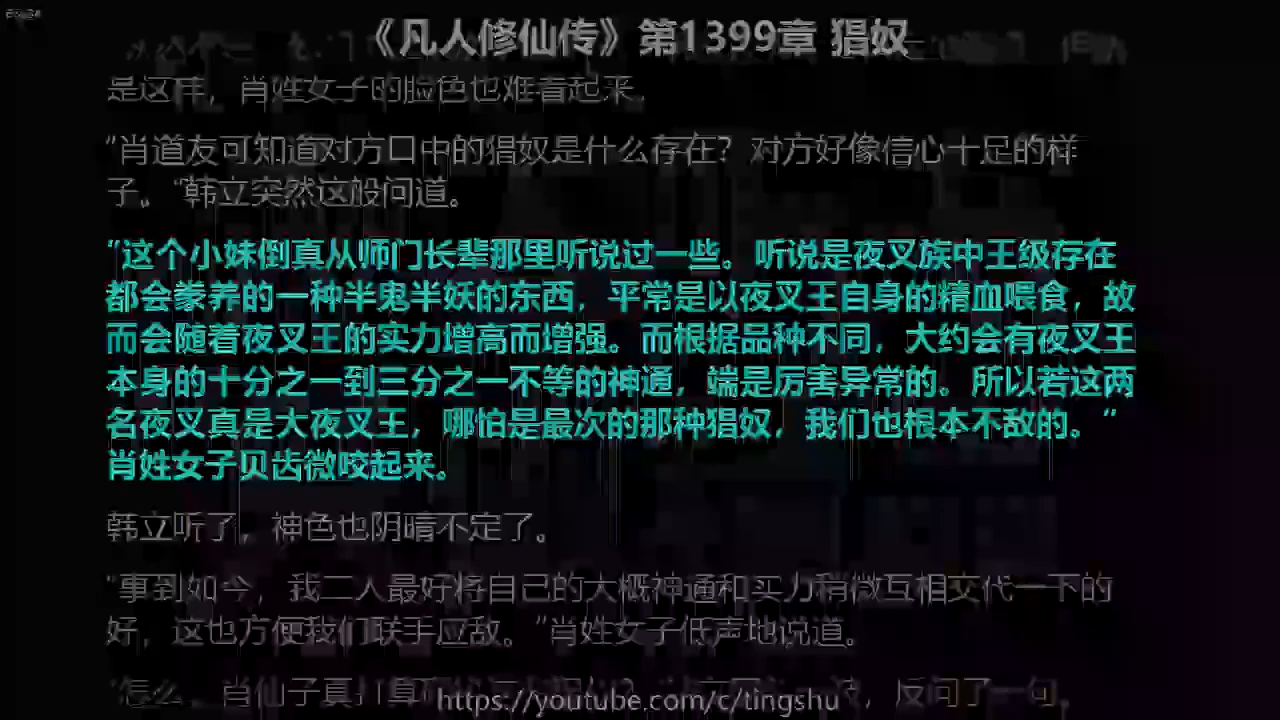 《凡人修仙传》第1399章 猖奴
是这样，肖姓女子的脸色也难看起来。
“肖道友可知道对方口中的猖奴是什么存在？对方好像信心十足的样
子。”韩立突然这般问道。
“这个小妹倒真从师门长辈那里听说过一些。听说是夜叉族中王级存在
都会豢养的一种半鬼半妖的东西，平常是以夜叉王自身的精血喂食，故
而会随着夜叉王的实力增高而增强。而根据品种不同，大约会有夜叉王
本身的十分之一到三分之一不等的神通，端是厉害异常的。所以若这两
名夜叉真是大夜叉王，哪怕是最次的那种猖奴，我们也根本不敌的。”
肖姓女子贝齿微咬起来。
韩立听了，神色也阴晴不定了。
“事到如今，我二人最好将自己的大概神通和实力稍微互相交代一下的
好，这也方便我们联手应敌。”肖姓女子低声地说道。
“怎么，肖仙子真打算 ，反问了一句。
https://youtube.com/c/tingshu